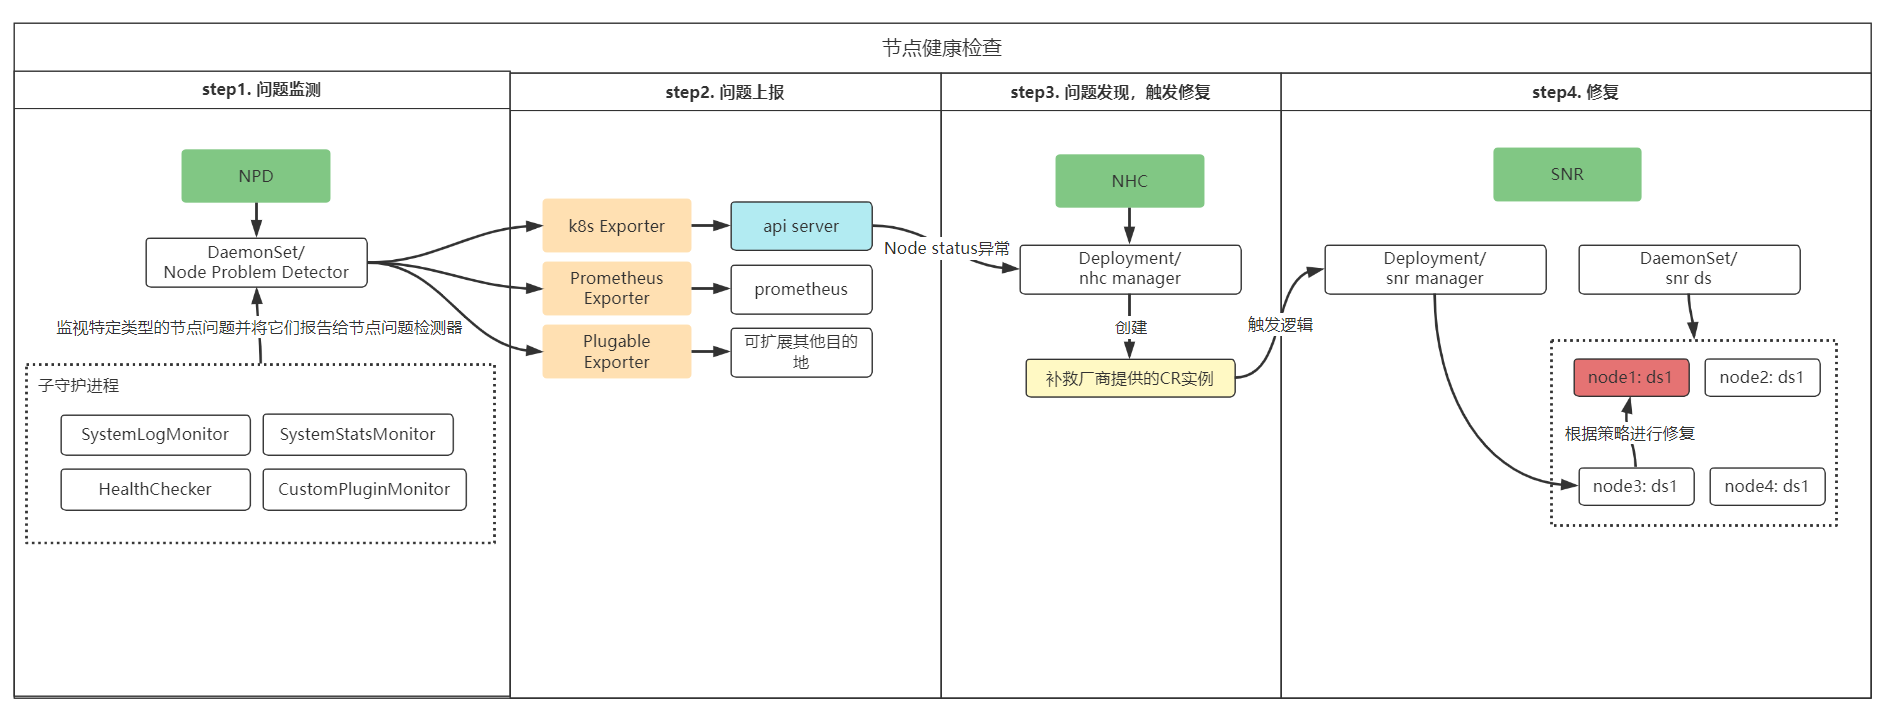 节点健康检查
step1. 问题监测
step2. 问题上报
step3. 问题发现，触发修复
step4. 修复
NPD
DaemonSet/
Node Problem Detector
监视特定类型的节点问题并将它们报告给节点问题检测器
子守护进程
SystemLogMonitor
SystemStatsMonitor
HealthChecker
CustomPluginMonitor
k8s Exporter
api server
Prometheus
Exporter
prometheus
Plugable
Exporter
可扩展其他目的
地
Node status异常
NHC
Deployment/
nhc manager
创建
补救厂商提供的CR实例
触发逻辑
SNR
Deployment/
snr manager
DaemonSet/
snr ds
node1: ds1
node2: ds1
根据策略进行修复
node3: ds1
node4: ds1